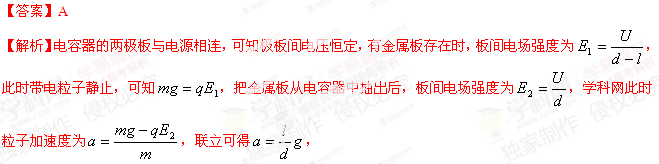 【答案】A
【解析】电容器的两极板与电源相连，可知极板间电压恒定，有金属板存在时，板间电场强度为 E₁ = U/(d-l)，
此时带电粒子静止，可知 mg = qE₁，把金属板从电容器中抽出后，板间电场强度为 E₂ = U/d，学科网此时
粒子加速度为 a = (mg-qE₂)/m，联立可得 a = (l/d)g，